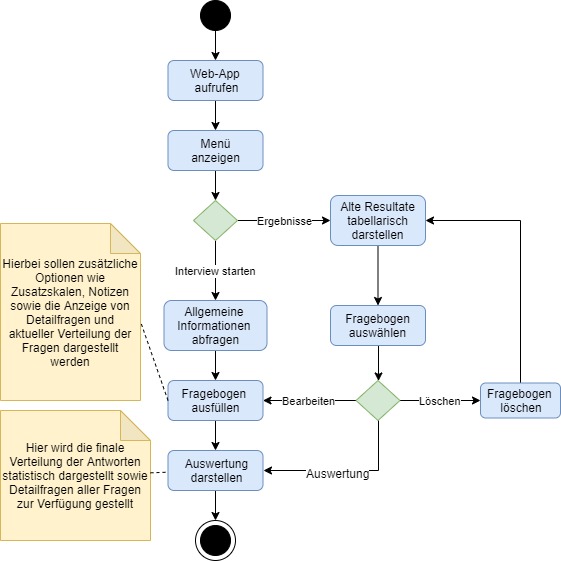 Web-App
aufrufen
Menü
anzeigen
Ergebnisse
Alte Resultate
tabellarisch
darstellen
Interview starten
Hierbei sollen zusätzliche
Optionen wie
Zusatzskalen, Notizen
sowie die Anzeige von
Detailfragen und
aktueller Verteilung der
Fragen dargestellt
werden
Allgemeine
Informationen
abfragen
Fragebogen
auswählen
Fragebogen
ausfüllen
Bearbeiten
Löschen
Fragebogen
löschen
Hier wird die finale
Verteilung der Antworten
statistisch dargestellt sowie
Detailfragen aller Fragen
zur Verfügung gestellt
Auswertung
darstellen
Auswertung